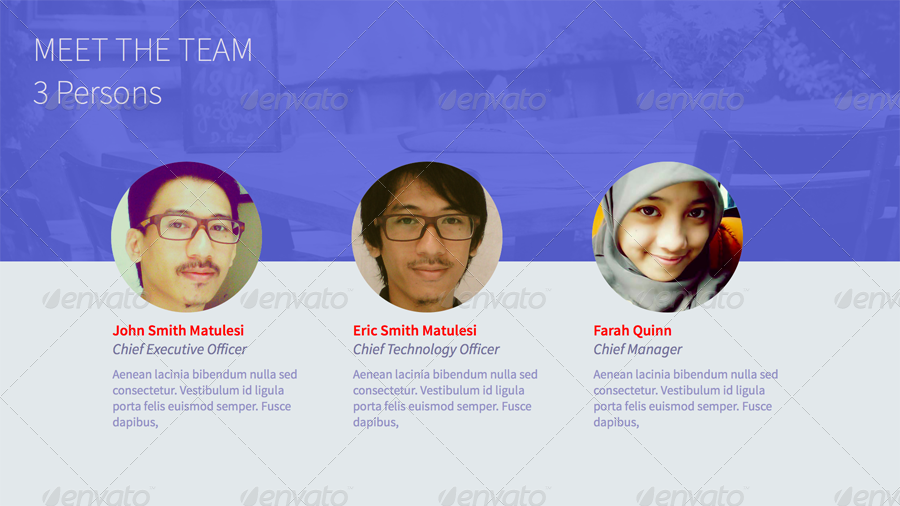 MEET THE TEAM
3 Persons
envato envato envato envato
John Smith Matulesi
Chief Executive Officer
Aenean lacinia bibendum nulla sed
consectetur. Vestibulum id ligula
porta felis euismod semper. Fusce
dapibus,
Eric Smith Matulesi
Chief Technology Officer
Aenean lacinia bibendum nulla sed
consectetur. Vestibulum id ligula
porta felis euismod semper. Fusce
dapibus,
Farah Quinn
Chief Manager
Aenean lacinia bibendum nulla sed
consectetur. Vestibulum id ligula
porta felis euismod semper. Fusce
dapibus,
envato envato envato envato
envato envato envato envato envato